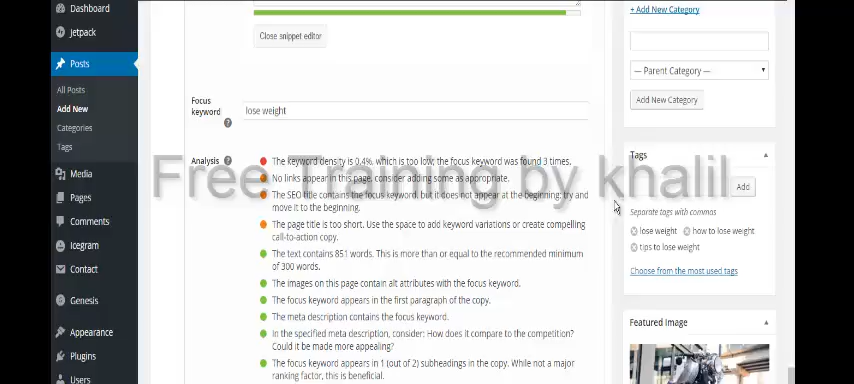 Dashboard
Jetpack
Posts
All Posts
Add New
Categories
Tags
Media
Pages
Comments
Icegram
Contact
Genesis
Appearance
Plugins
Users
Close snippet editor
Focus
keyword
?
lose weight
Analysis
?
The keyword density is 0.4%, which is too low; the focus keyword was found 3 times.
No links appear in this page, consider adding some as appropriate.
The SEO title contains the focus keyword, but it does not appear at the beginning; try and
move it to the beginning.
The page title is too short. Use the space to add keyword variations or create compelling
call-to-action copy.
The text contains 851 words. This is more than or equal to the recommended minimum
of 300 words.
The images on this page contain alt attributes with the focus keyword.
The focus keyword appears in the first paragraph of the copy.
The meta description contains the focus keyword.
In the specified meta description, consider: How does it compare to the competition?
Could it be made more appealing?
The focus keyword appears in 1 (out of 2) subheadings in the copy. While not a major
ranking factor, this is beneficial.
Free Training by khalil
+ Add New Category
— Parent Category —
Add New Category
Tags
Add
Separate tags with commas
lose weight how to lose weight
tips to lose weight
Choose from the most used tags
Featured Image